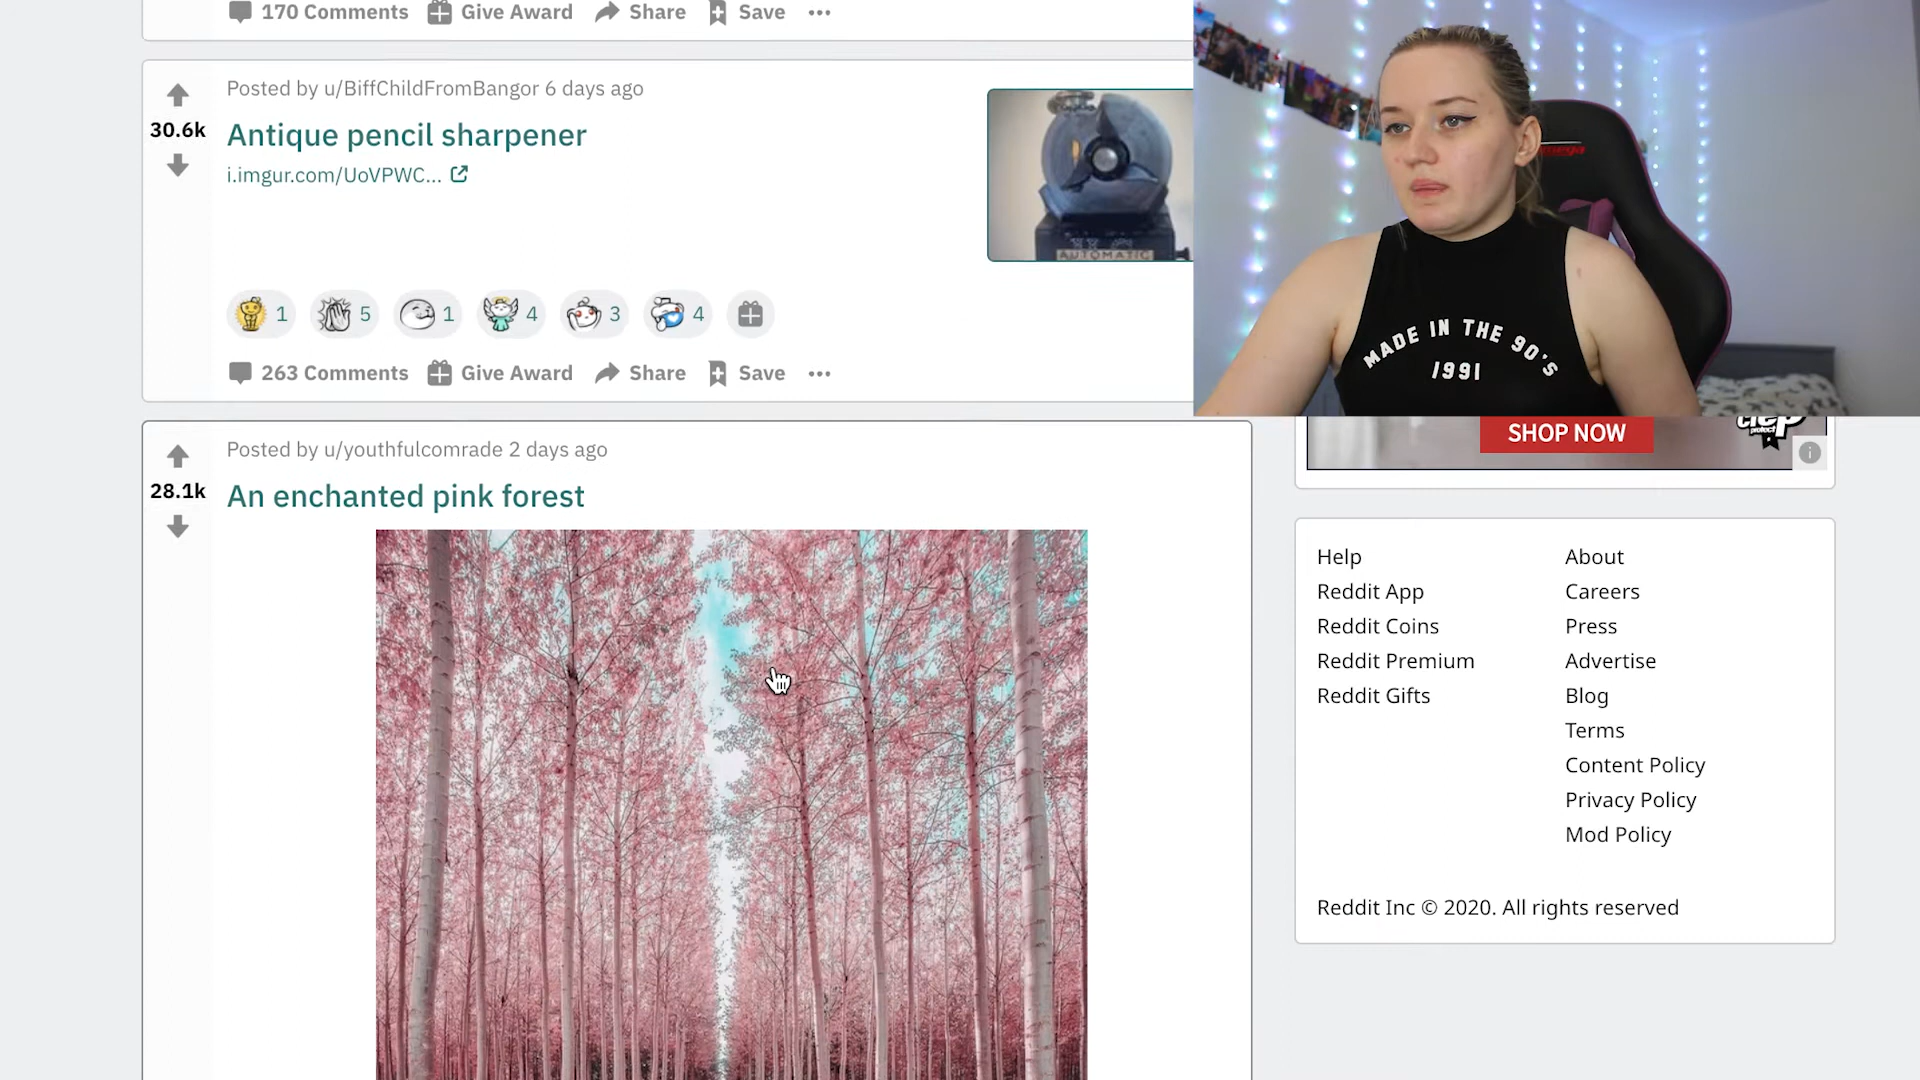 170 Comments Give Award Share Save
Posted by u/BiffChildFromBangor 6 days ago
30.6k
Antique pencil sharpener
i.imgur.com/UoVPWC...
AUTOMATIC
1 5 1 4 3 4
263 Comments Give Award Share Save
MADE IN THE 90'S
1991
SHOP NOW
Posted by u/youthfulcomrade 2 days ago
28.1k
An enchanted pink forest
Help
Reddit App
Reddit Coins
Reddit Premium
Reddit Gifts
About
Careers
Press
Advertise
Blog
Terms
Content Policy
Privacy Policy
Mod Policy
Reddit Inc © 2020. All rights reserved